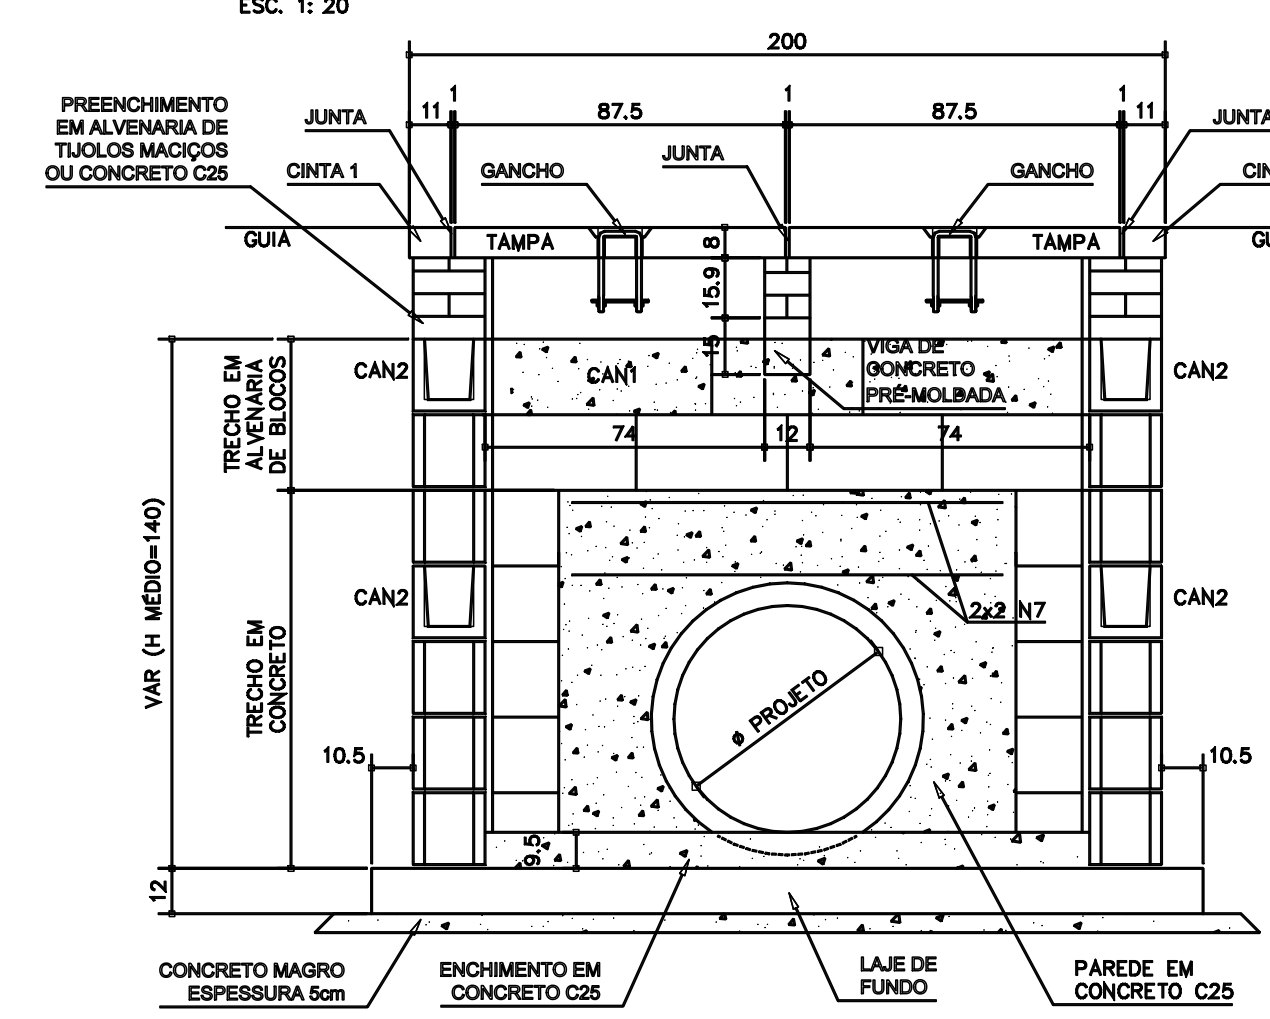 ESC. 1: 20
200
1
1
1
11
87.5
87.5
11
PREENCHIMENTO
EM ALVENARIA DE
TIJOLOS MACIÇOS
OU CONCRETO C25
JUNTA
CINTA 1
GANCHO
JUNTA
GANCHO
JUNTA
GUIA
TAMPA
TAMPA
8
15.9
15
CAN2
CAN1
VIGA DE
CONCRETO
PRÉ-MOLDADA
CAN2
TRECHO EM
ALVENARIA
DE BLOCOS
74
12
74
VAR (H MÉDIO=140)
CAN2
CAN2
2x2 N7
TRECHO EM
CONCRETO
Ø PROJETO
10.5
10.5
9.5
12
CONCRETO MAGRO
ESPESSURA 5cm
ENCHIMENTO EM
CONCRETO C25
LAJE DE
FUNDO
PAREDE EM
CONCRETO C25